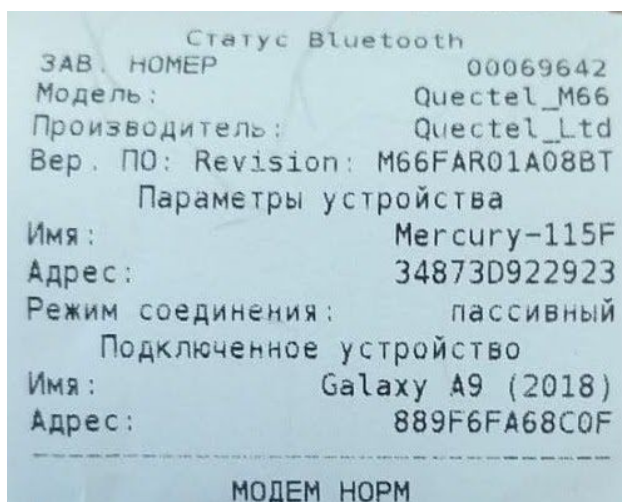 Статус Bluetooth
ЗАВ. НОМЕР 00069642
Модель: Quectel_M66
Производитель: Quectel_Ltd
Вер. ПО: Revision: M66FAR01A08BT
Параметры устройства
Имя: Mercury-115F
Адрес: 34873D922923
Режим соединения: пассивный
Подключенное устройство
Имя: Galaxy A9 (2018)
Адрес: 889F6FA68C0F
МОДЕМ НОРМ